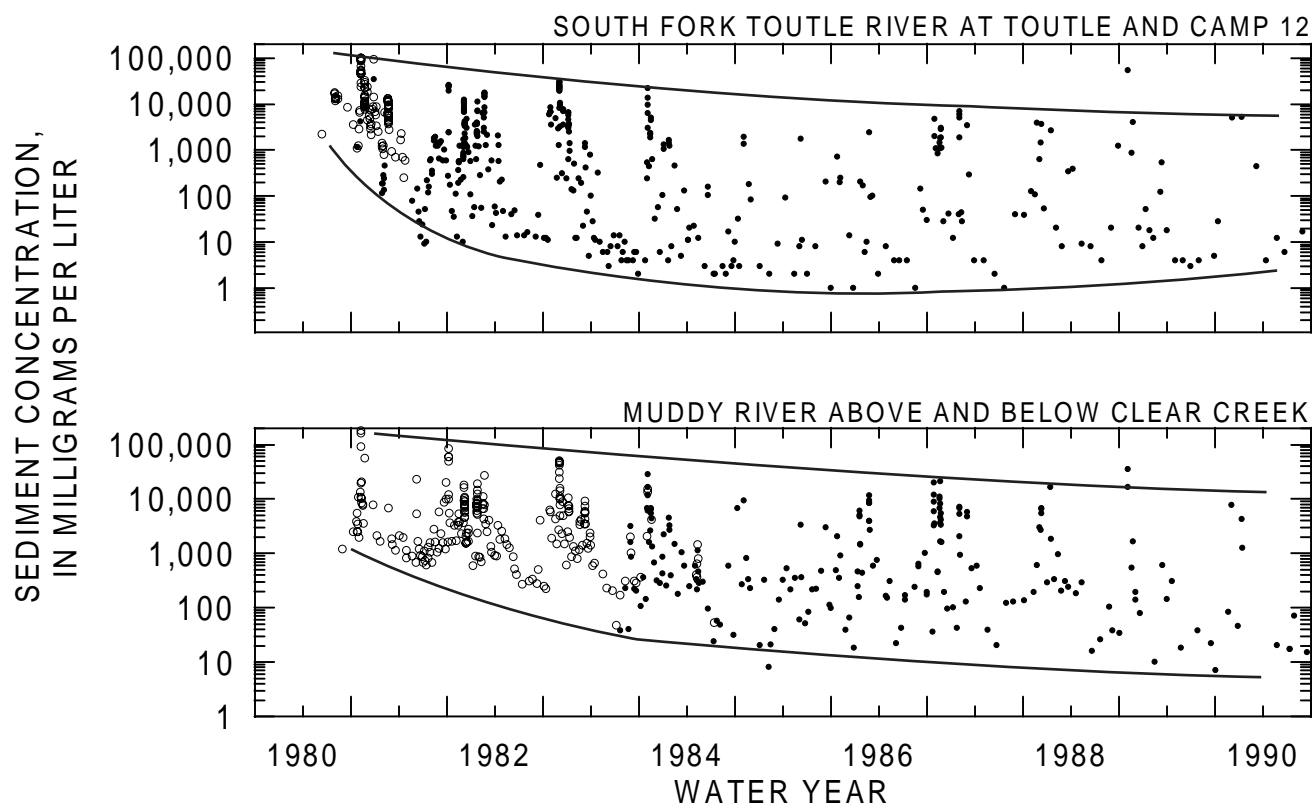 SOUTH FORK TOUTLE RIVER AT TOUTLE AND CAMP 12
100,000
10,000
1,000
100
10
1
SEDIMENT CONCENTRATION,
IN MILLIGRAMS PER LITER
MUDDY RIVER ABOVE AND BELOW CLEAR CREEK
100,000
10,000
1,000
100
10
1
1980 1982 1984 1986 1988 1990
WATER YEAR